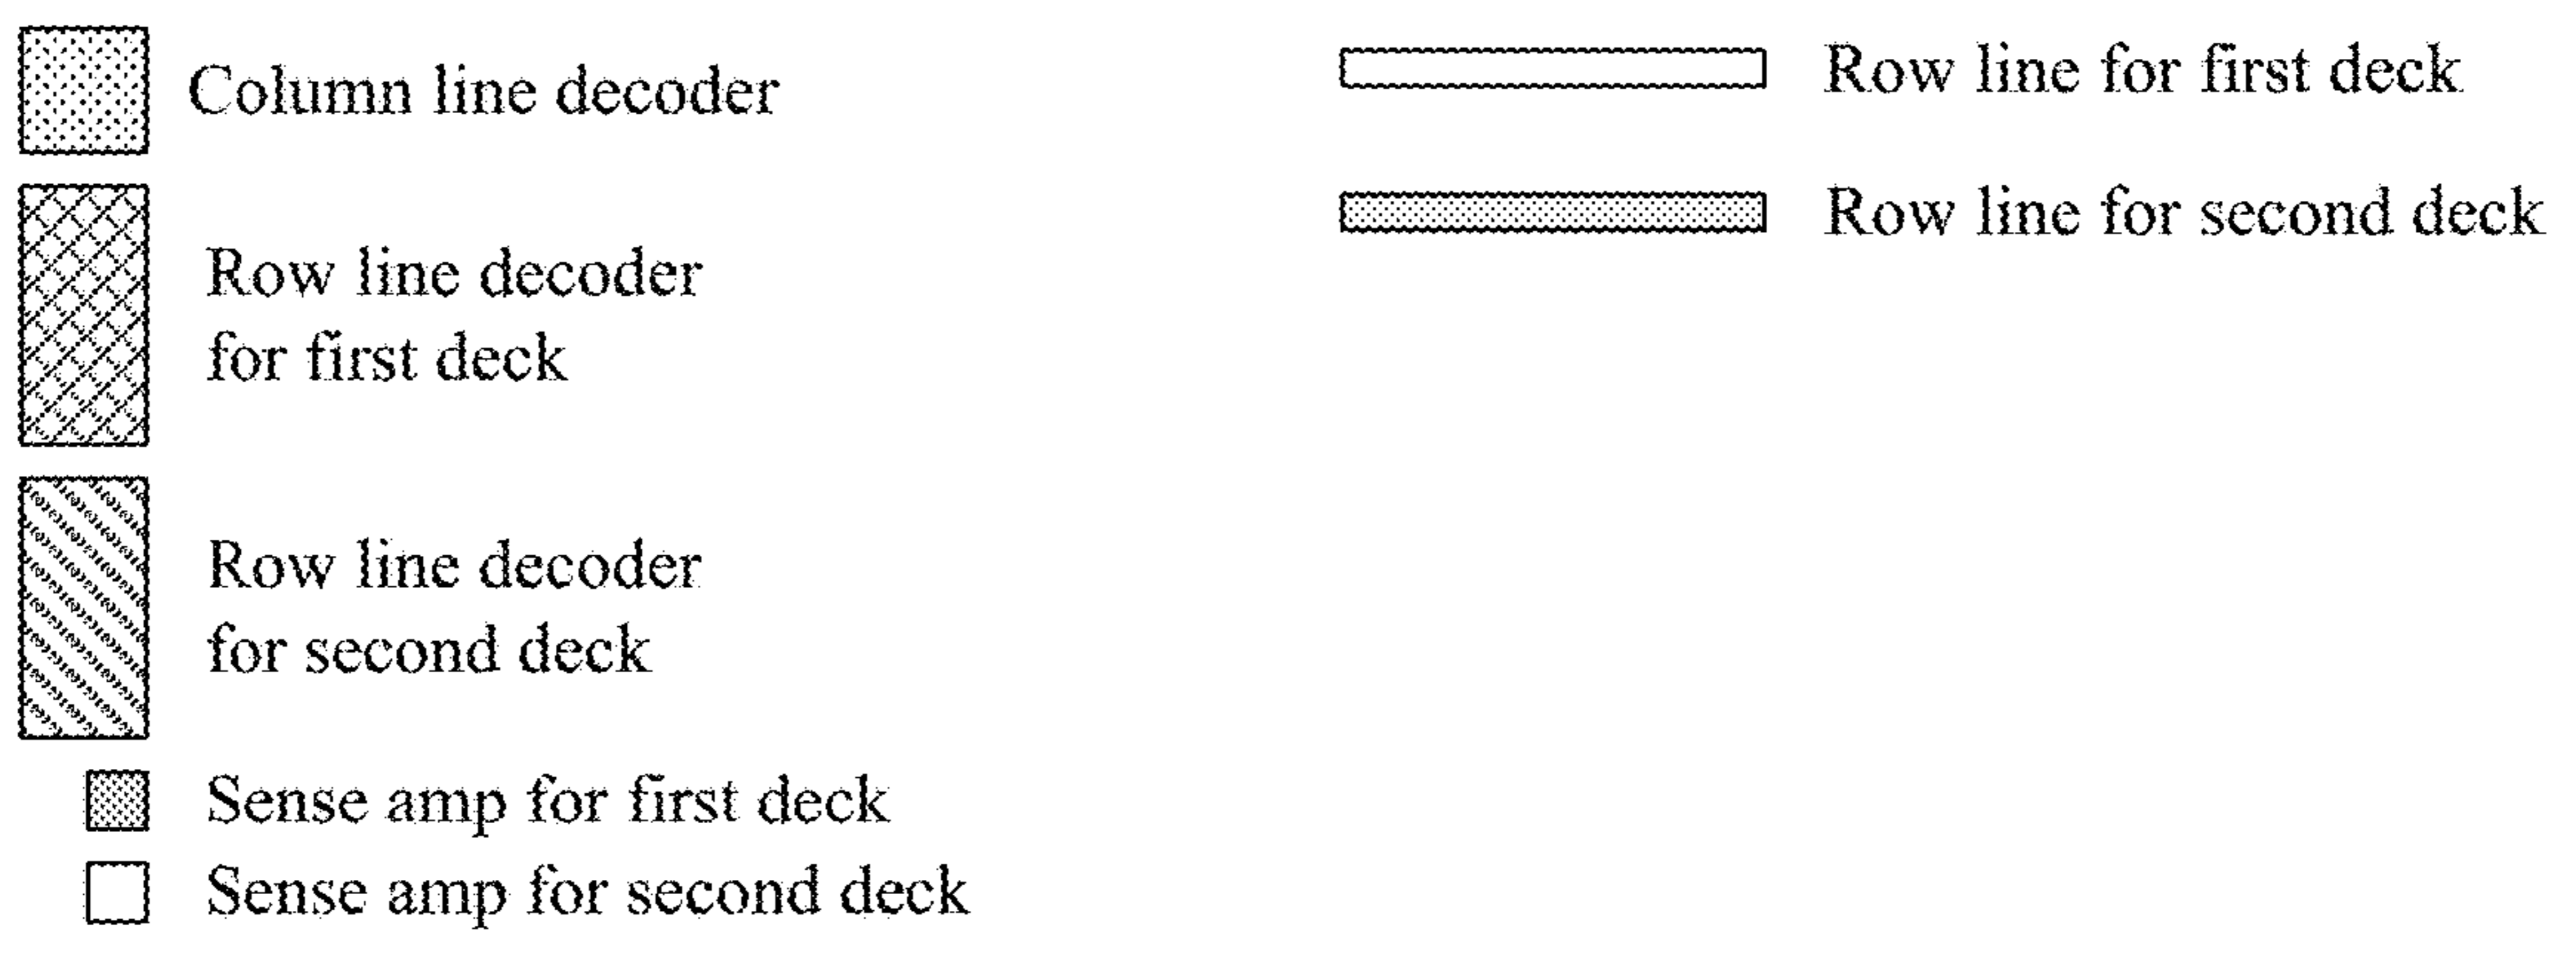 Column line decoder
Row line decoder
for first deck
Row line decoder
for second deck
Sense amp for first deck
Sense amp for second deck
Row line for first deck
Row line for second deck